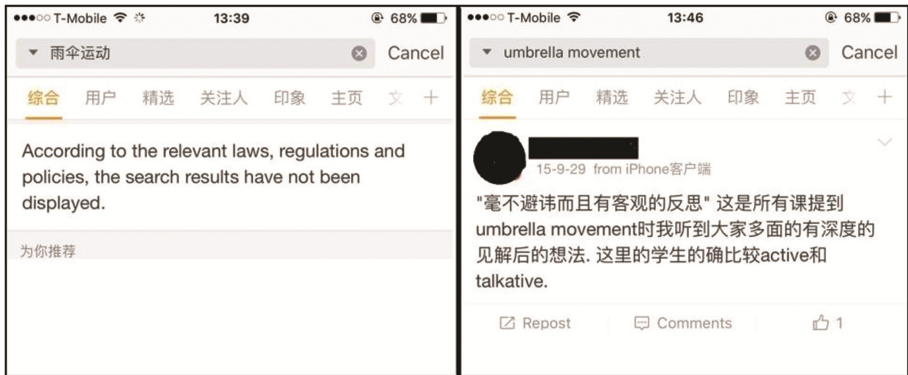 T-Mobile 13:39 68%
雨伞运动 Cancel
综合 用户 精选 关注人 印象 主页 文 +
According to the relevant laws, regulations and
policies, the search results have not been
displayed.
为你推荐
T-Mobile 13:46 68%
umbrella movement Cancel
综合 用户 精选 关注人 印象 主页 文 +
15-9-29 from iPhone客户端
"毫不避讳而且有客观的反思" 这是所有课提到
umbrella movement时我听到大家多面的有深度的
见解后的想法. 这里的学生的确比较active和
talkative.
Repost Comments 1